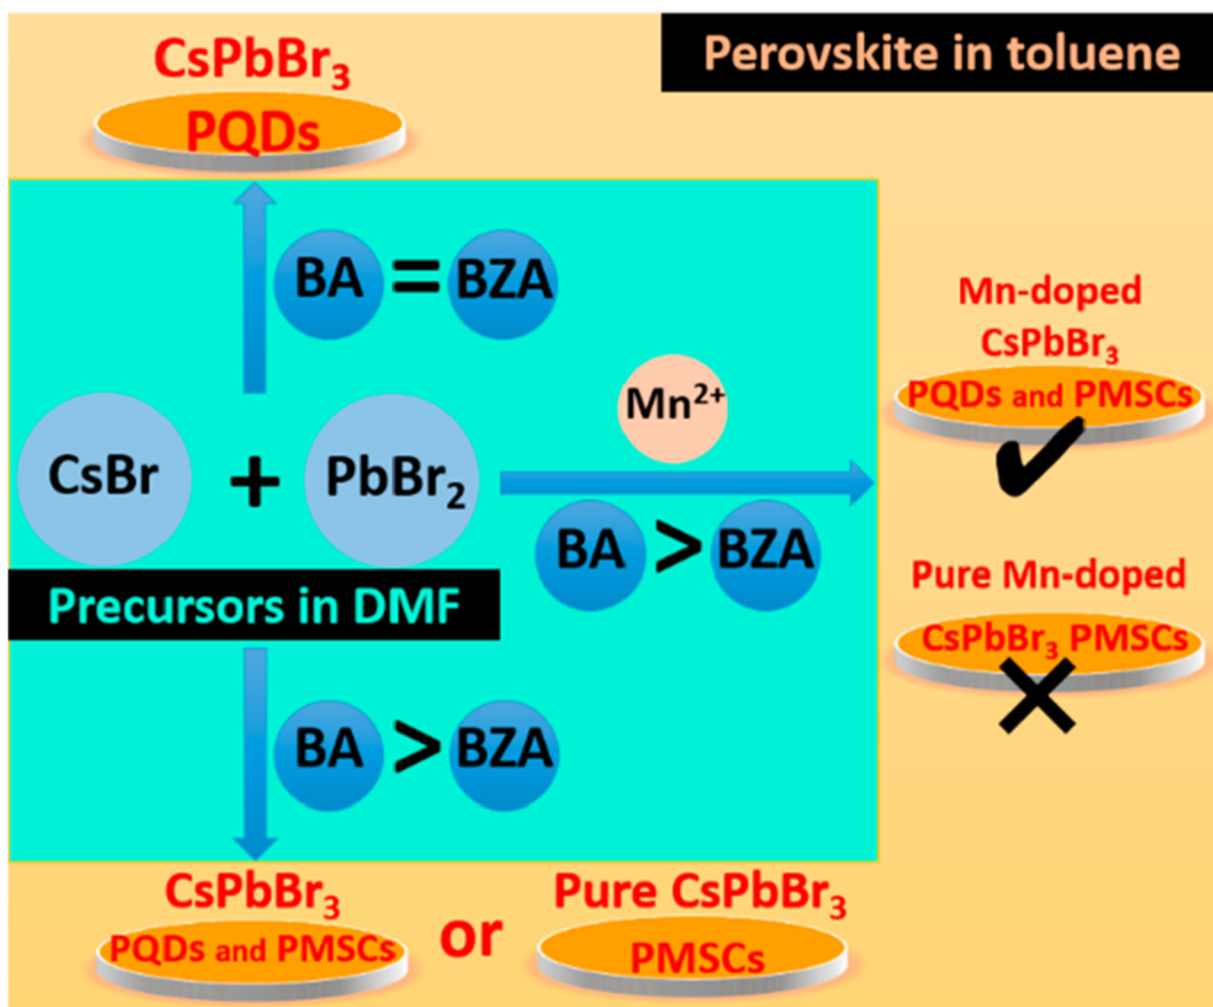 CsPbBr₃
PQDs
Perovskite in toluene
BA = BZA
Mn-doped
CsPbBr₃
PQDs and PMSCs
✔
Mn²⁺
CsBr + PbBr₂
BA > BZA
Precursors in DMF
Pure Mn-doped
CsPbBr₃ PMSCs
✕
BA > BZA
CsPbBr₃
PQDs and PMSCs
or
Pure CsPbBr₃
PMSCs